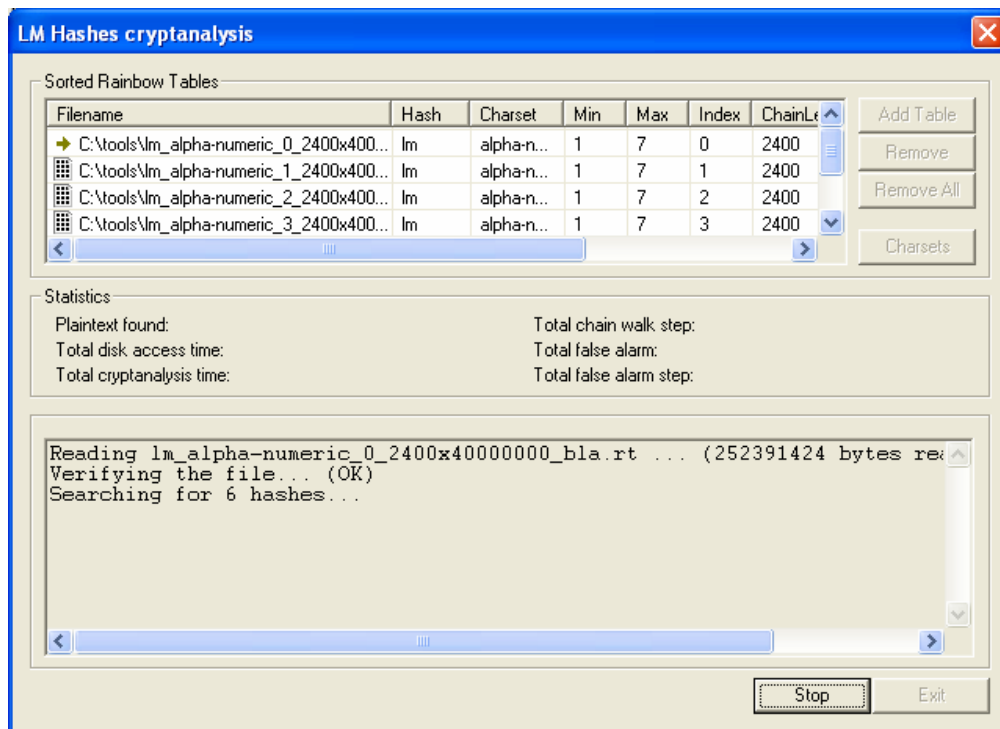 LM Hashes cryptanalysis
Sorted Rainbow Tables
Filename Hash Charset Min Max Index ChainLe
C:\tools\lm_alpha-numeric_0_2400x400... lm alpha-n... 1 7 0 2400
C:\tools\lm_alpha-numeric_1_2400x400... lm alpha-n... 1 7 1 2400
C:\tools\lm_alpha-numeric_2_2400x400... lm alpha-n... 1 7 2 2400
C:\tools\lm_alpha-numeric_3_2400x400... lm alpha-n... 1 7 3 2400
Add Table
Remove
Remove All
Charsets
Statistics
Plaintext found: Total chain walk step:
Total disk access time: Total false alarm:
Total cryptanalysis time: Total false alarm step:
Reading lm_alpha-numeric_0_2400x40000000_bla.rt ... (252391424 bytes rea
Verifying the file... (OK)
Searching for 6 hashes...
Stop Exit